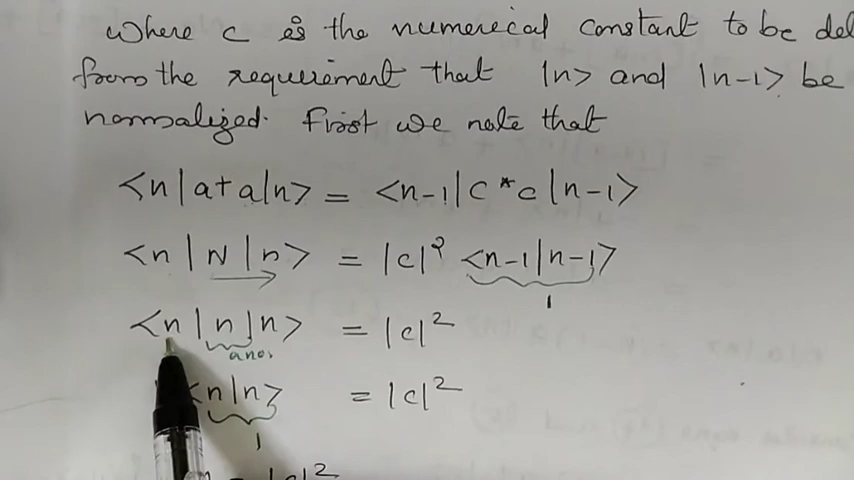 where c is the numerical constant to be
from the requirement that |n> and |n-1> be
normalized. First we note that
<n|a+a|n> = <n-1|c*c|n-1>
<n|N|n> = |c|² <n-1|n-1>
1
<n|n|n> = |c|²
<n|n> = |c|²
1
= |c|²